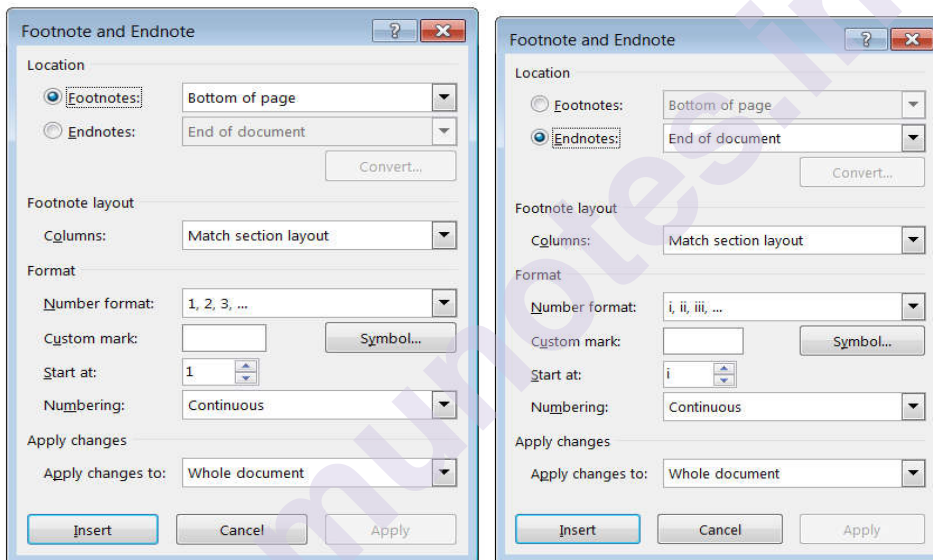 Footnote and Endnote
Location
Footnotes: Bottom of page
Endnotes: End of document
Convert...
Footnote layout
Columns: Match section layout
Format
Number format: 1, 2, 3, ...
Custom mark: Symbol...
Start at: 1
Numbering: Continuous
Apply changes
Apply changes to: Whole document
Insert Cancel Apply
Footnote and Endnote
Location
Footnotes: Bottom of page
Endnotes: End of document
Convert...
Footnote layout
Columns: Match section layout
Format
Number format: i, ii, iii, ...
Custom mark: Symbol...
Start at: i
Numbering: Continuous
Apply changes
Apply changes to: Whole document
Insert Cancel Apply
munotes.in